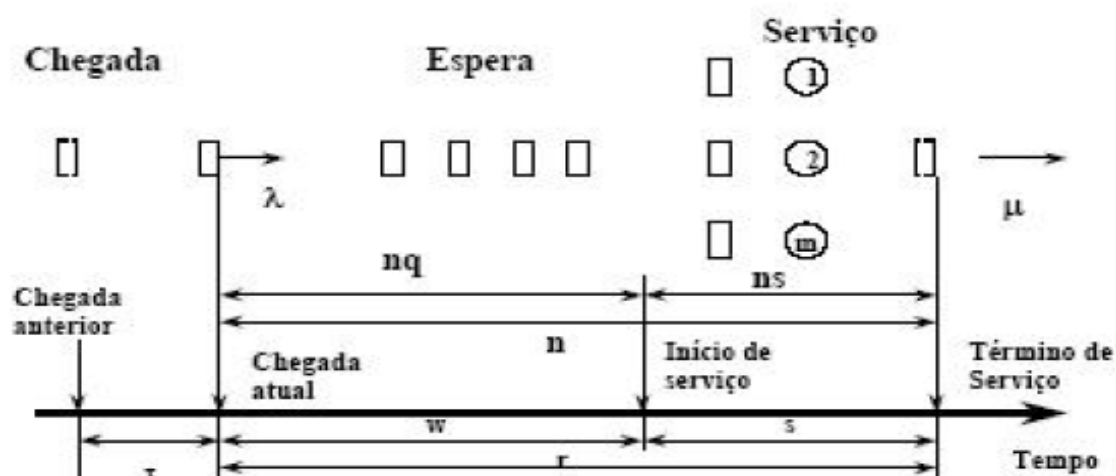 Chegada
Espera
Serviço
1
2
m
λ
μ
nq
ns
n
Chegada
anterior
Chegada
atual
Início de
serviço
Término de
Serviço
w
s
r
Tempo